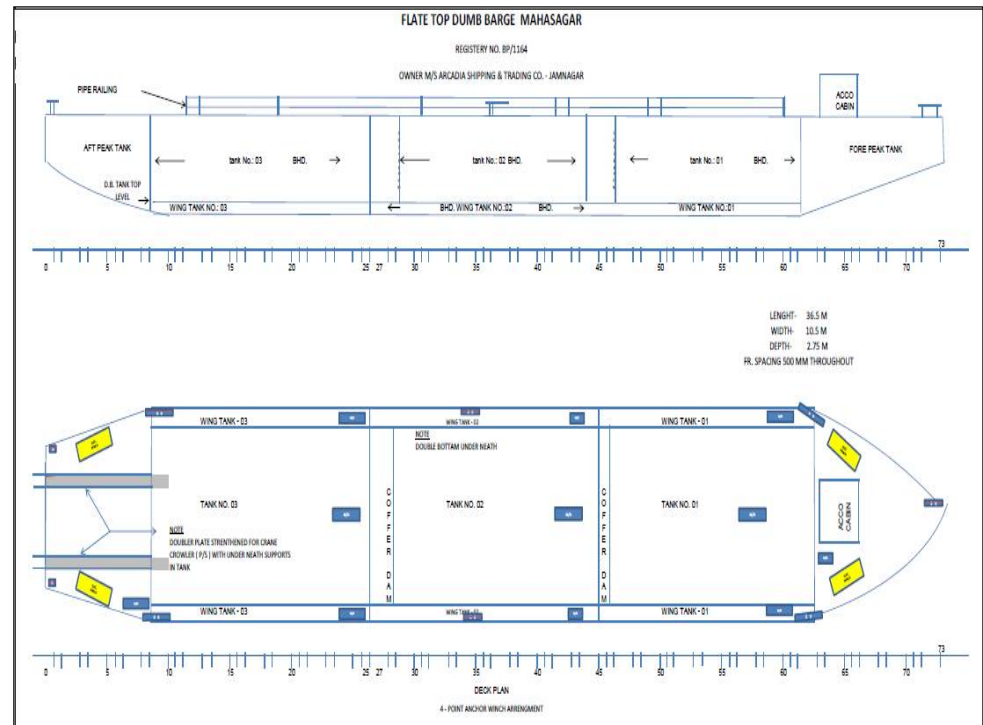 FLATE TOP DUMB BARGE MAHASAGAR
REGISTERY NO. BP/1164
OWNER M/S ARCADIA SHIPPING & TRADING CO. - JAMNAGAR
PIPE RAILING
ACCO
CABIN
AFT PEAK TANK
tank No.: 03 BHD.
tank No.: 02 BHD.
tank No.: 01 BHD.
FORE PEAK TANK
D.B. TANK TOP
LEVEL
WING TANK NO.: 03
BHD. WING TANK NO.:02 BHD.
WING TANK NO.:01
73
0 5 10 15 20 25 27 30 35 40 45 50 55 60 65 70
LENGHT- 36.5 M
WIDTH- 10.5 M
DEPTH- 2.75 M
FR. SPACING 500 MM THROUGHOUT
WING TANK - 03
WING TANK - 02
WING TANK - 01
NOTE
DOUBLE BOTTAM UNDER NEATH
TANK NO. 03
COFFER DAM
TANK NO. 02
COFFER DAM
TANK NO. 01
ACCO
CABIN
NOTE
DOUBLER PLATE STRENTHENED FOR CRANE
CROWLER ( P/S ) WITH UNDER NEATH SUPPORTS
IN TANK
WING TANK - 03
WING TANK - 02
WING TANK - 01
73
0 5 10 15 20 25 27 30 35 40 45 50 55 60 65 70
DECK PLAN
4 - POINT ANCHOR WINCH ARRENGMENT